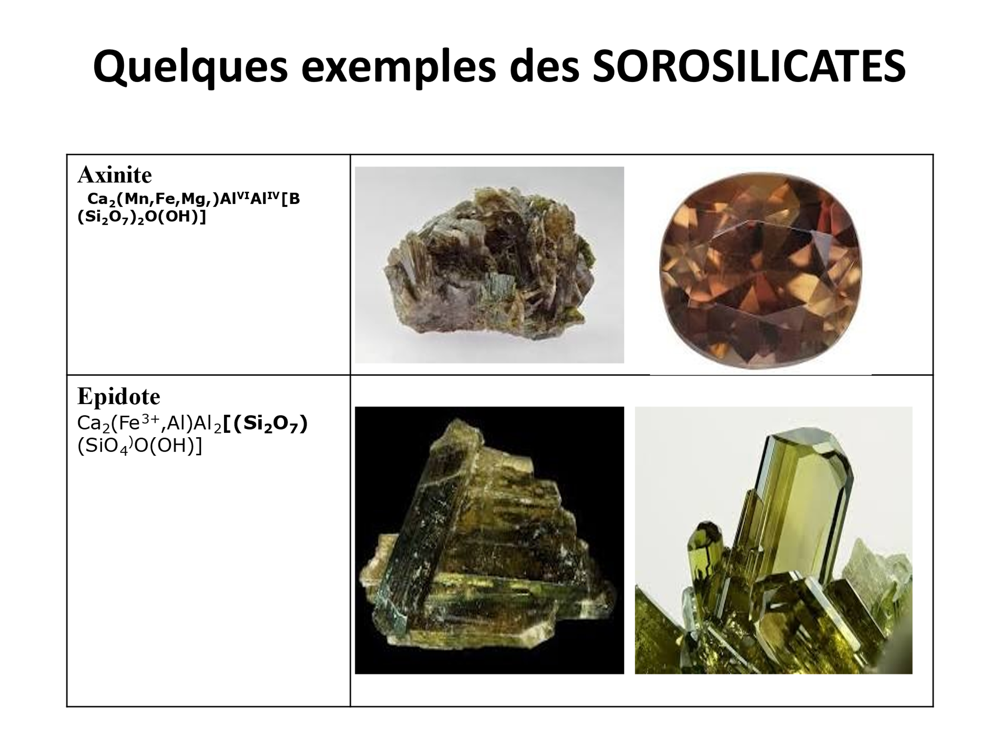 Quelques exemples des SOROSILICATES
Axinite
Ca₂(Mn,Fe,Mg,)AlⱽᴵAlᴵⱽ[B
(Si₂O₇)₂O(OH)]
Epidote
Ca₂(Fe³⁺,Al)Al₂[(Si₂O₇)
(SiO₄⁾O(OH)]